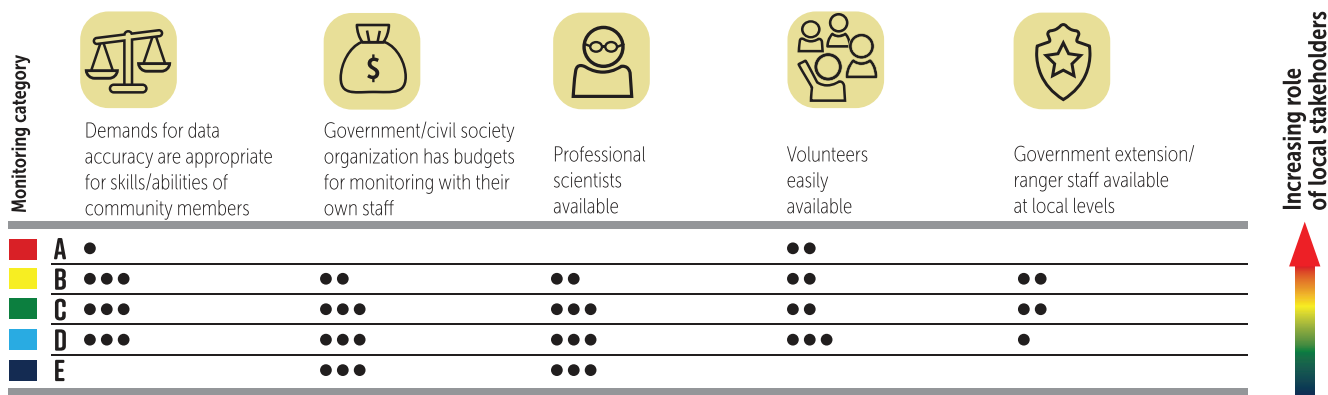 Monitoring category
$
Demands for data
accuracy are appropriate
for skills/abilities of
community members
Government/civil society
organization has budgets
for monitoring with their
own staff
Professional
scientists
available
Volunteers
easily
available
Government extension/
ranger staff available
at local levels
Increasing role
of local stakeholders
A
B
C
D
E